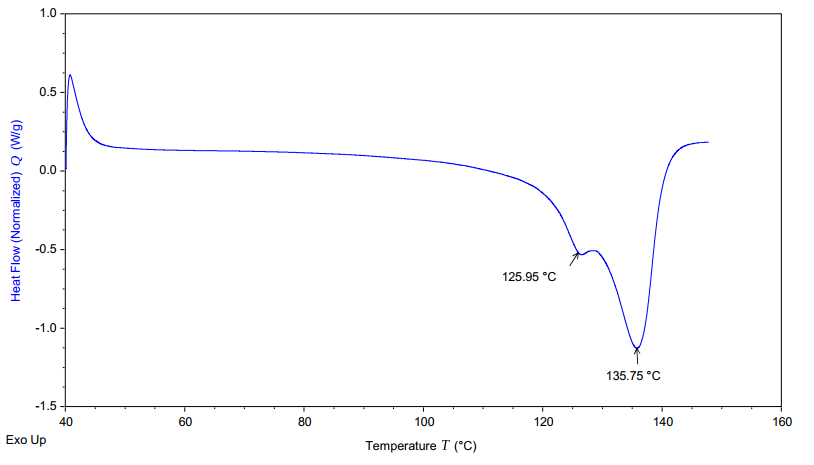 1.0
0.5
0.0
-0.5
-1.0
-1.5
Heat Flow (Normalized) Q (W/g)
125.95 °C
135.75 °C
40
60
80
100
120
140
160
Exo Up
Temperature T (°C)